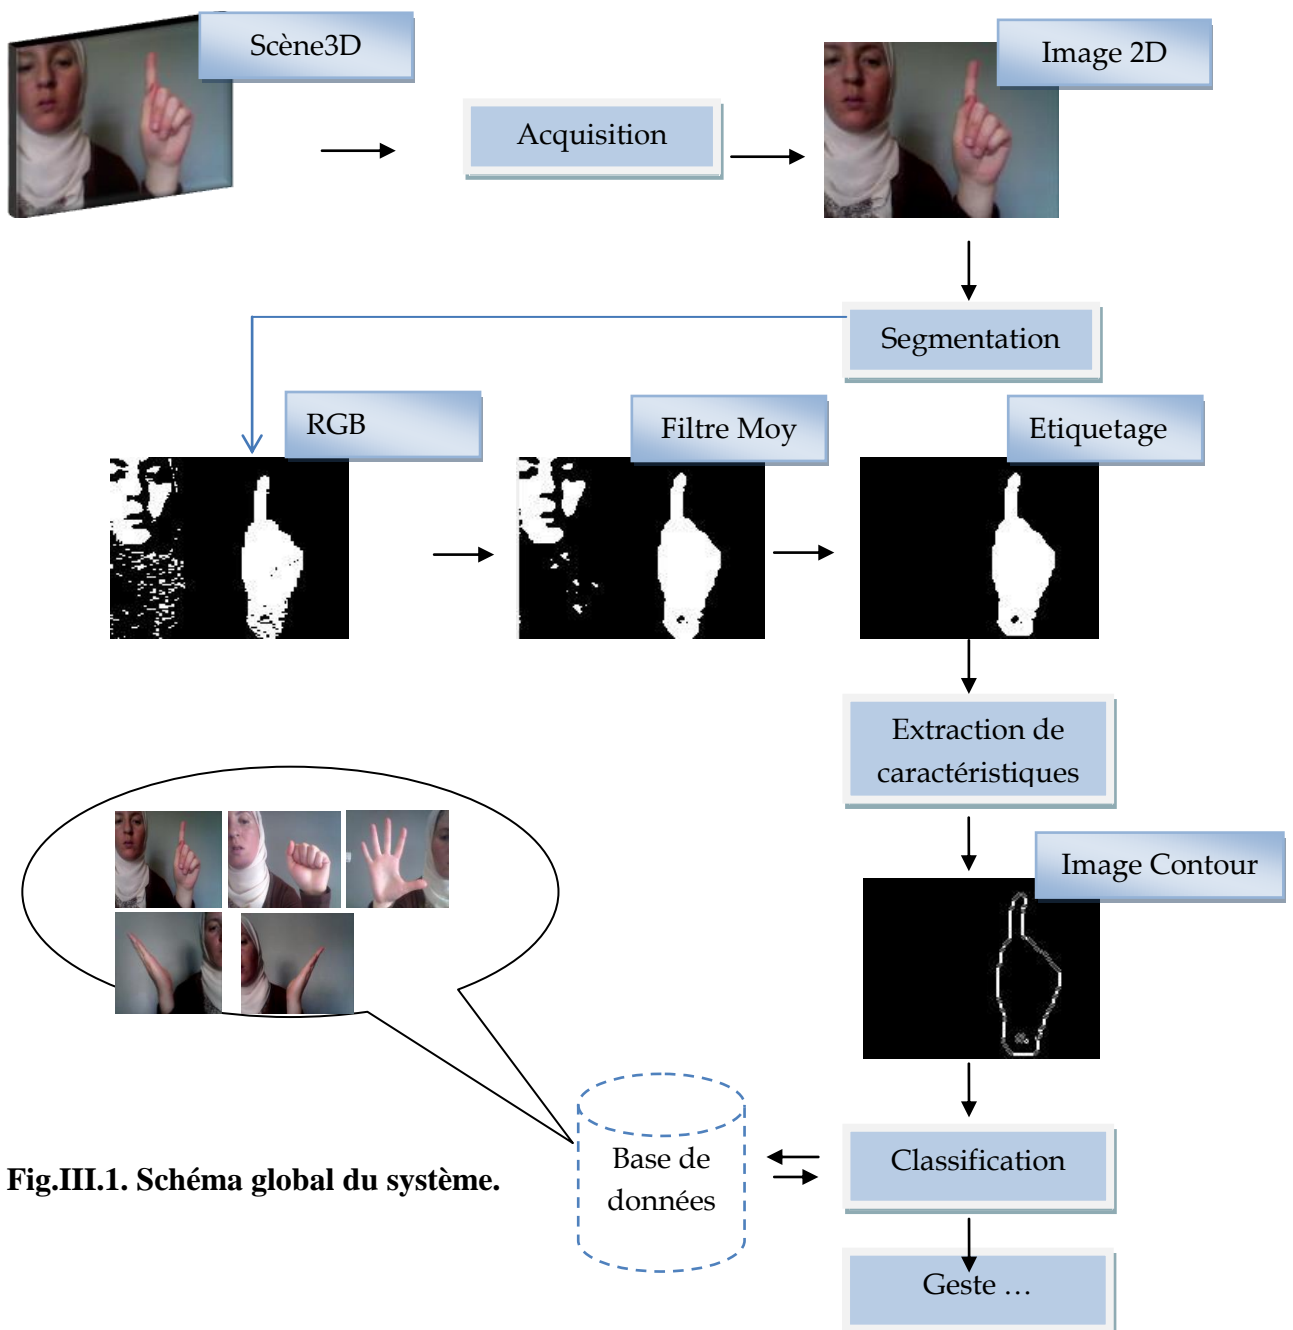 Scène3D
Acquisition
Image 2D
Segmentation
RGB
Filtre Moy
Etiquetage
Extraction de
caractéristiques
Image Contour
Classification
Base de
données
Fig.III.1. Schéma global du système.
Geste …